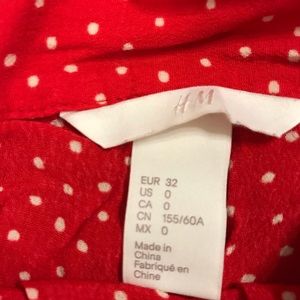 H&M
EUR 32
US 0
CA 0
CN 155/60A
MX 0
Made in
China
Fabriqué en
Chine